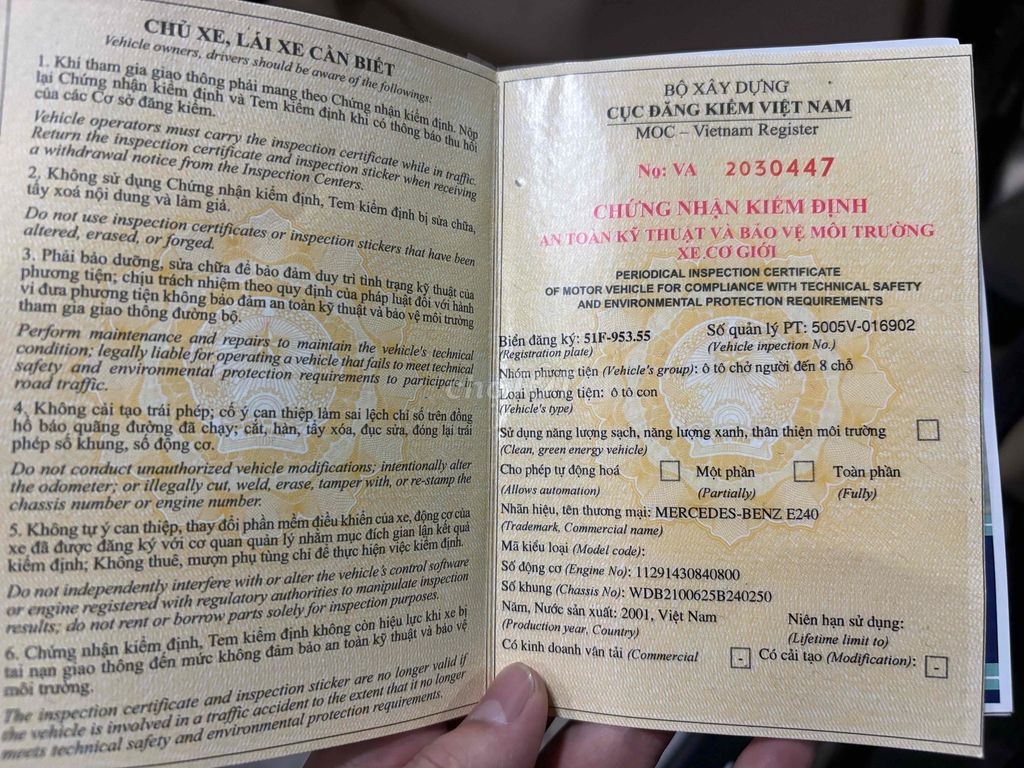 CHỦ XE, LÁI XE CẦN BIẾT
Vehicle owners, drivers should be aware of the followings:
1. Khi tham gia giao thông phải mang theo Chứng nhận kiểm định. Nộp
lại Chứng nhận kiểm định và Tem kiểm định khi có thông báo thu hồi
của các Cơ sở đăng kiểm.
Vehicle operators must carry the inspection certificate while in traffic.
Return the inspection certificate and inspection sticker when receiving
a withdrawal notice from the Inspection Centers.
2. Không sử dụng Chứng nhận kiểm định, Tem kiểm định bị sửa chữa,
tẩy xoá nội dung và làm giả.
Do not use inspection certificates or inspection stickers that have been
altered, erased, or forged.
3. Phải bảo dưỡng, sửa chữa để bảo đảm duy trì tình trạng kỹ thuật của
phương tiện; chịu trách nhiệm theo quy định của pháp luật đối với hành
vi đưa phương tiện không bảo đảm an toàn kỹ thuật và bảo vệ môi trường
tham gia giao thông đường bộ.
Perform maintenance and repairs to maintain the vehicle's technical
condition; legally liable for operating a vehicle that fails to meet technical
safety and environmental protection requirements to participate in
road traffic.
4. Không cải tạo trái phép; cố ý can thiệp làm sai lệch chỉ số trên đồng
hồ báo quãng đường đã chạy; cắt, hàn, tẩy xóa, đục sửa, đóng lại trái
phép số khung, số động cơ.
Do not conduct unauthorized vehicle modifications; intentionally alter
the odometer; or illegally cut, weld, erase, tamper with, or re-stamp the
chassis number or engine number.
5. Không tự ý can thiệp, thay đổi phần mềm điều khiển của xe, động cơ của
xe đã được đăng ký với cơ quan quản lý nhằm mục đích gian lận kết quả
kiểm định; Không thuê, mượn phụ tùng chỉ để thực hiện việc kiểm định.
Do not independently interfere with or alter the vehicle's control software
or engine registered with regulatory authorities to manipulate inspection
results; do not rent or borrow parts solely for inspection purposes.
6. Chứng nhận kiểm định, Tem kiểm định không còn hiệu lực khi xe bị
tai nạn giao thông đến mức không đảm bảo an toàn kỹ thuật và bảo vệ
môi trường.
The inspection certificate and inspection sticker are no longer valid if
the vehicle is involved in a traffic accident to the extent that it no longer
meets technical safety and environmental protection requirements.
BỘ XÂY DỰNG
CỤC ĐĂNG KIỂM VIỆT NAM
MOC – Vietnam Register
Nọ: VA 2030447
CHỨNG NHẬN KIỂM ĐỊNH
AN TOÀN KỸ THUẬT VÀ BẢO VỆ MÔI TRƯỜNG
XE CƠ GIỚI
PERIODICAL INSPECTION CERTIFICATE
OF MOTOR VEHICLE FOR COMPLIANCE WITH TECHNICAL SAFETY
AND ENVIRONMENTAL PROTECTION REQUIREMENTS
Biển đăng ký: 51F-953.55 Số quản lý PT: 5005V-016902
(Registration plate) (Vehicle inpection No.)
Nhóm phương tiện (Vehicle's group): ô tô chở người đến 8 chỗ
Loại phương tiện: ô tô con
(Vehicle's type)
Sử dụng năng lượng sạch, năng lượng xanh, thân thiện môi trường
(Clean, green energy vehicle)
Cho phép tự động hoá Một phần Toàn phần
(Allows automation) (Partially) (Fully)
Nhãn hiệu, tên thương mại: MERCEDES-BENZ E240
(Trademark, Commercial name)
Mã kiểu loại (Model code):
Số động cơ (Engine No): 11291430840800
Số khung (Chassis No): WDB2100625B240250
Năm, Nước sản xuất: 2001, Việt Nam Niên hạn sử dụng:
(Production year, Country) (Lifetime limit to)
Có kinh doanh vận tải (Commercial - Có cải tạo (Modification): -